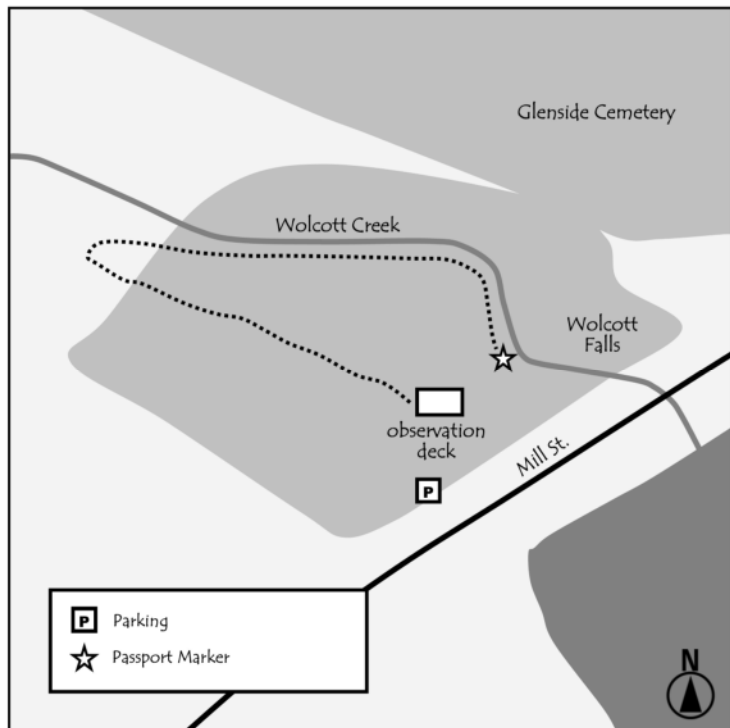 Glenside Cemetery
Wolcott Creek
Wolcott
Falls
observation
deck
Mill St.
P
P Parking
Passport Marker
N